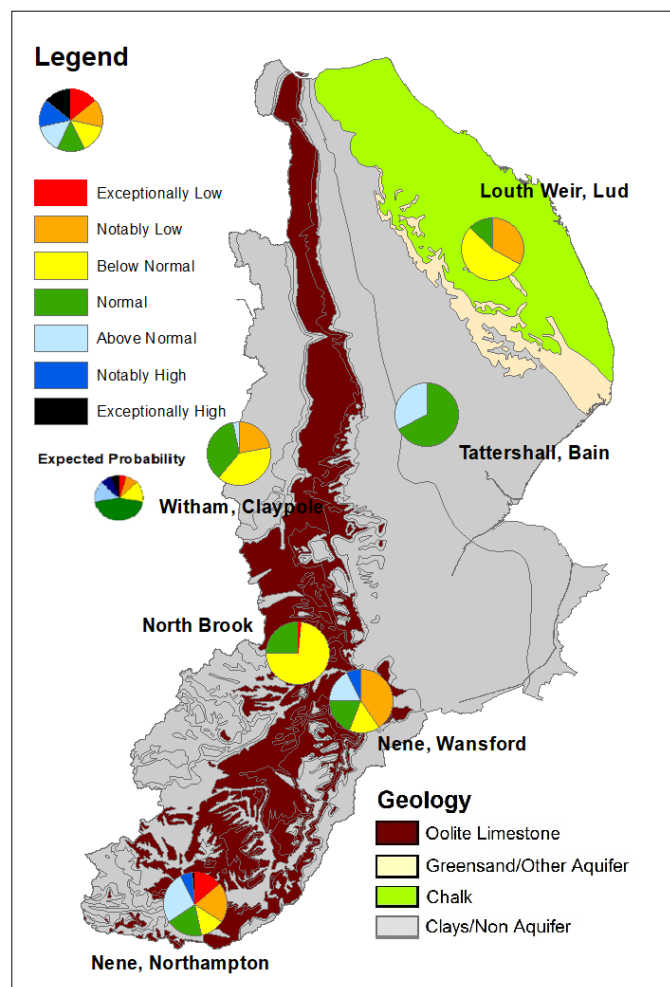 Legend
Exceptionally Low
Notably Low
Below Normal
Normal
Above Normal
Notably High
Exceptionally High
Expected Probability
Louth Weir, Lud
Tattershall, Bain
Witham, Claypole
North Brook
Nene, Wansford
Nene, Northampton
Geology
Oolite Limestone
Greensand/Other Aquifer
Chalk
Clays/Non Aquifer